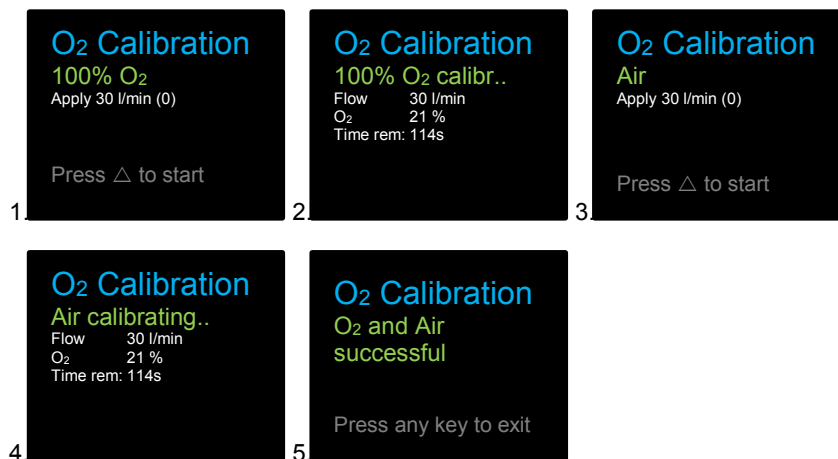 O₂ Calibration
100% O₂
Apply 30 l/min (0)
Press △ to start
1.
O₂ Calibration
100% O₂ calibr..
Flow 30 l/min
O₂ 21 %
Time rem: 114s
2.
O₂ Calibration
Air
Apply 30 l/min (0)
Press △ to start
3.
O₂ Calibration
Air calibrating..
Flow 30 l/min
O₂ 21 %
Time rem: 114s
4.
O₂ Calibration
O₂ and Air
successful
Press any key to exit
5.